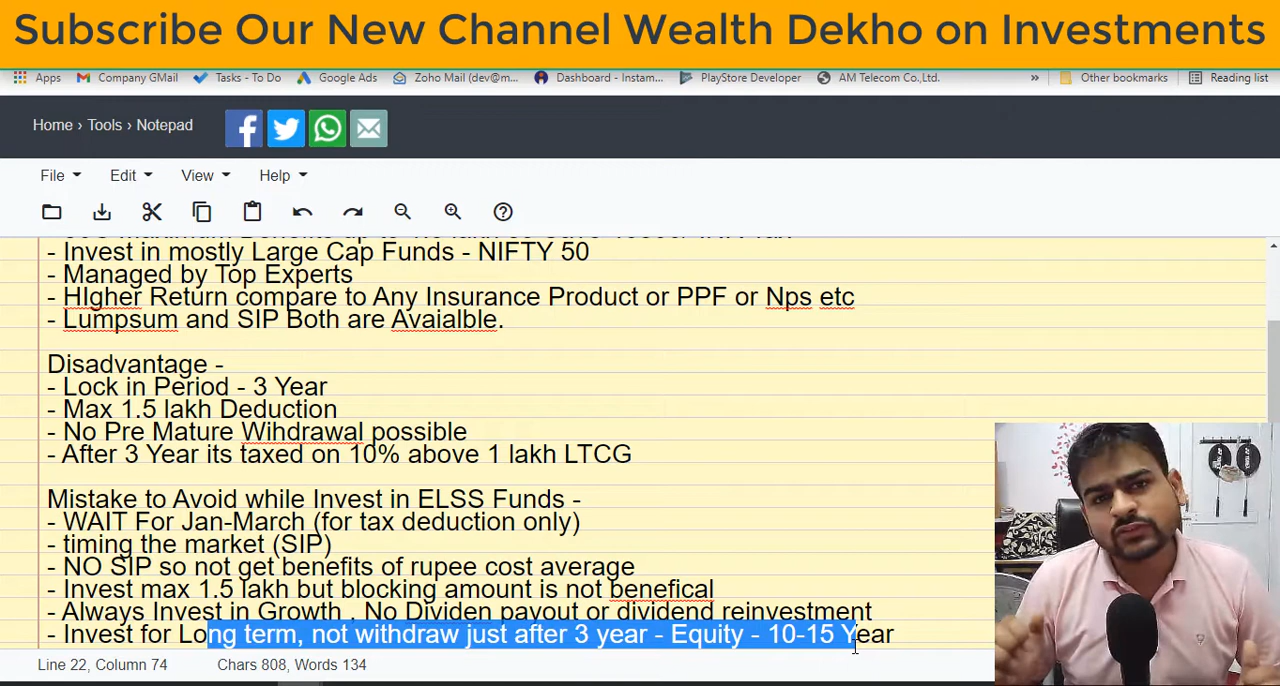 Subscribe Our New Channel Wealth Dekho on Investments
Apps Company GMail Tasks - To Do Google Ads Zoho Mail (dev@m... Dashboard - Instam... PlayStore Developer AM Telecom Co.,Ltd. » Other bookmarks Reading list
Home › Tools › Notepad
File Edit View Help
- Invest in mostly Large Cap Funds - NIFTY 50
- Managed by Top Experts
- HIgher Return compare to Any Insurance Product or PPF or Nps etc
- Lumpsum and SIP Both are Avaialble.
Disadvantage -
- Lock in Period - 3 Year
- Max 1.5 lakh Deduction
- No Pre Mature Wihdrawal possible
- After 3 Year its taxed on 10% above 1 lakh LTCG
Mistake to Avoid while Invest in ELSS Funds -
- WAIT For Jan-March (for tax deduction only)
- timing the market (SIP)
- NO SIP so not get benefits of rupee cost average
- Invest max 1.5 lakh but blocking amount is not benefical
- Always Invest in Growth , No Dividen payout or dividend reinvestment
- Invest for Long term, not withdraw just after 3 year - Equity - 10-15 Year
Line 22, Column 74 Chars 808, Words 134